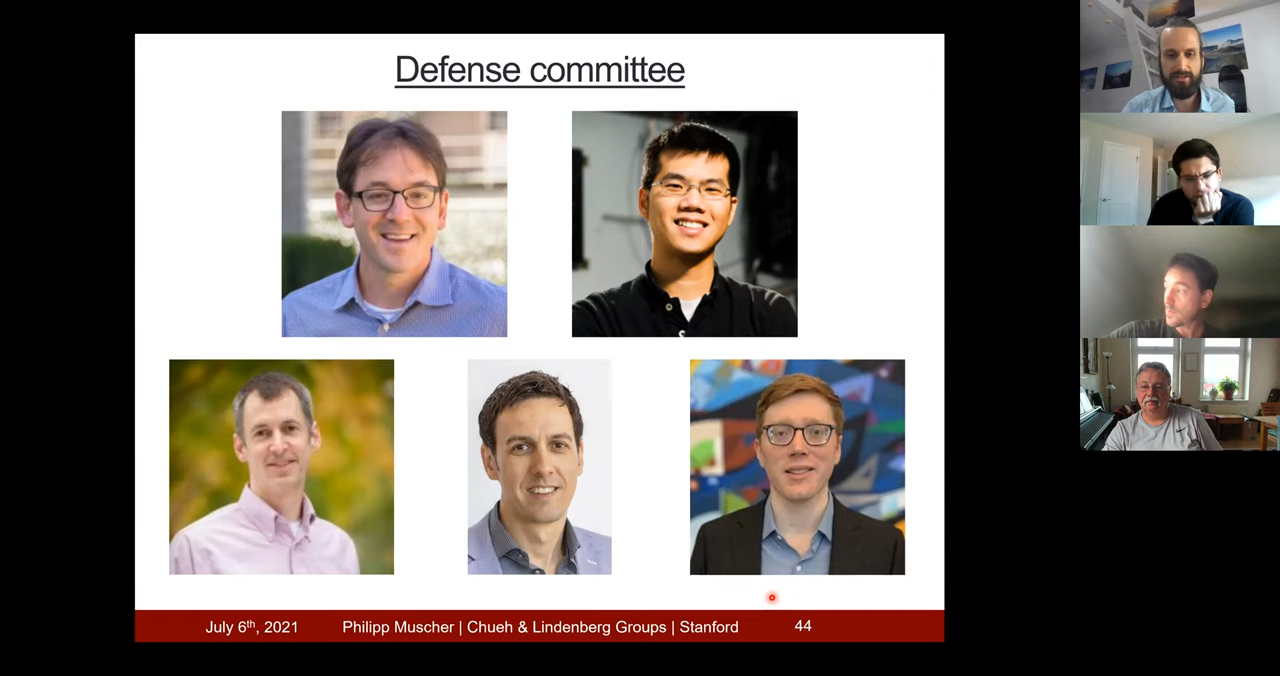 Defense committee
July 6th, 2021 Philipp Muscher | Chueh & Lindenberg Groups | Stanford 44